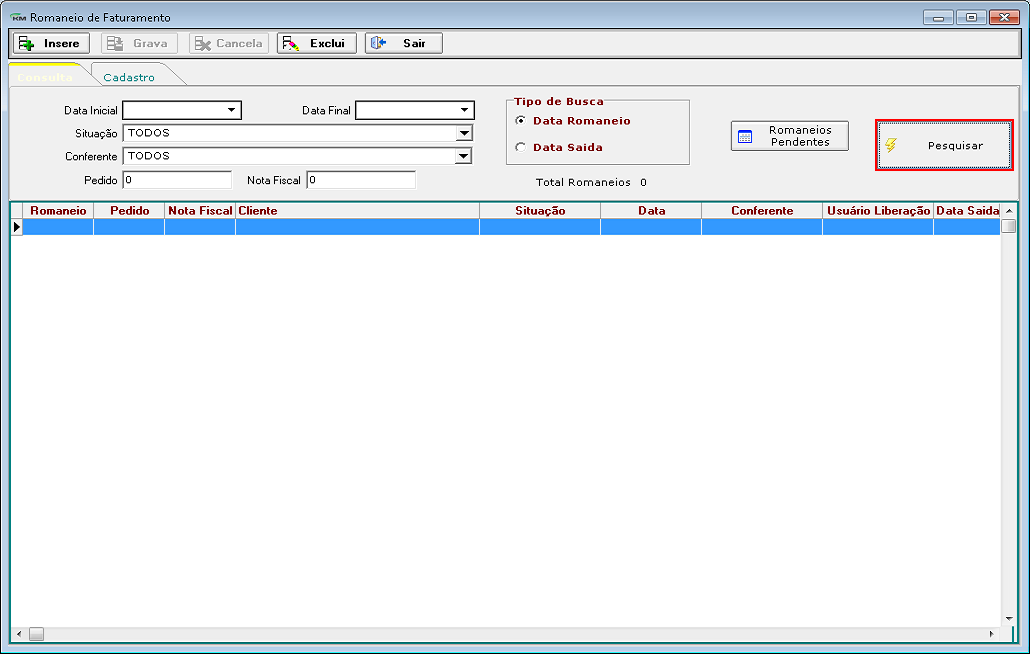 KM Romaneio de Faturamento
Insere Grava Cancela Exclui Sair
Consulta Cadastro
Data Inicial Data Final
Situação TODOS
Conferente TODOS
Pedido 0 Nota Fiscal 0
Tipo de Busca
Data Romaneio
Data Saida
Total Romaneios 0
Romaneios
Pendentes
Pesquisar
Romaneio Pedido Nota Fiscal Cliente Situação Data Conferente Usuário Liberação Data Saida